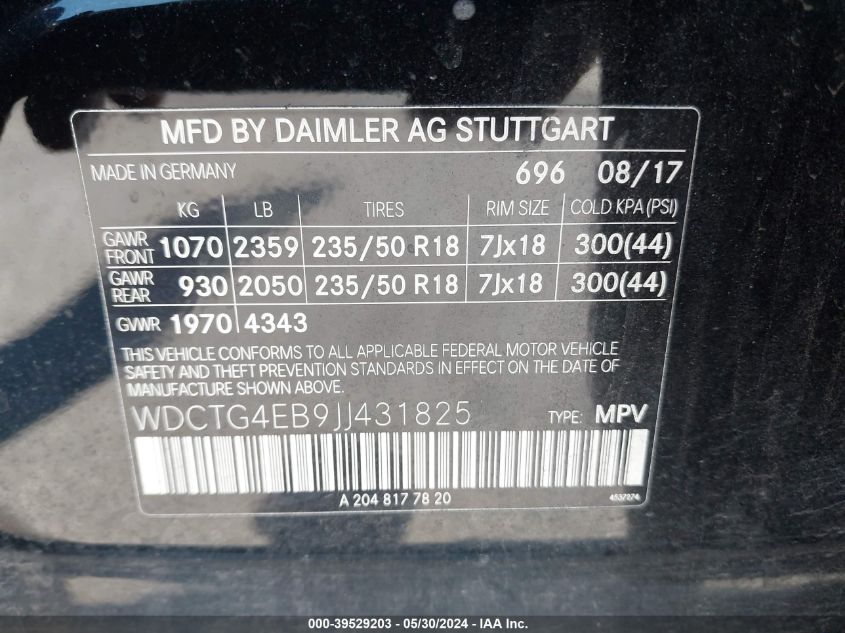 MFD BY DAIMLER AG STUTTGART
MADE IN GERMANY 696 08/17
KG LB TIRES RIM SIZE COLD KPA (PSI)
GAWR FRONT 1070 2359 235/50 R18 7Jx18 300(44)
GAWR REAR 930 2050 235/50 R18 7Jx18 300(44)
GVWR 1970 4343
THIS VEHICLE CONFORMS TO ALL APPLICABLE FEDERAL MOTOR VEHICLE
SAFETY AND THEFT PREVENTION STANDARDS IN EFFECT ON THE DATE OF
MANUFACTURE SHOWN ABOVE.
WDCTG4EB9JJ431825 TYPE: MPV
A 204 817 78 20 4537274
000-39529203 - 05/30/2024 - IAA Inc.